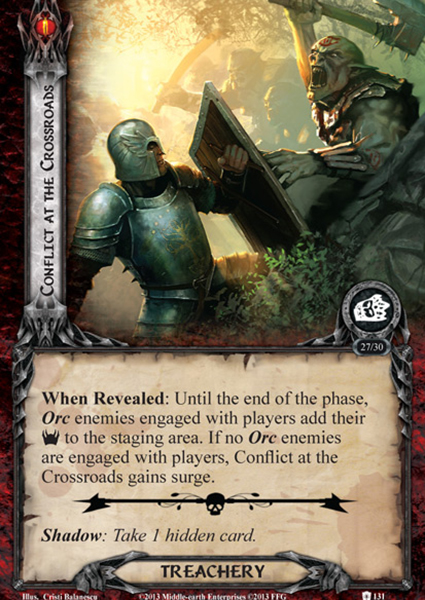 CONFLICT AT THE CROSSROADS
27/30
When Revealed: Until the end of the phase,
Orc enemies engaged with players add their
to the staging area. If no Orc enemies
are engaged with players, Conflict at the
Crossroads gains surge.
Shadow: Take 1 hidden card.
TREACHERY
Illus. Cristi Balanescu ©2013 Middle-earth Enterprises ©2013 FFG 131